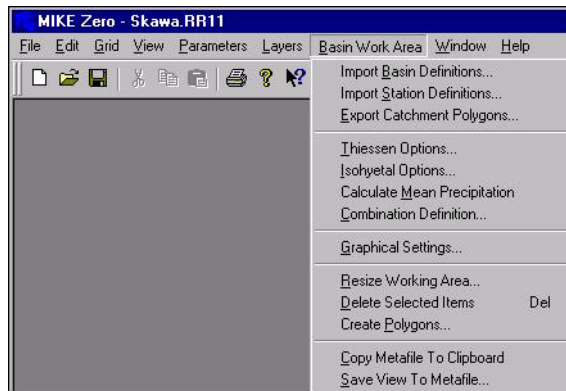 MIKE Zero - Skawa.RR11
File Edit Grid View Parameters Layers Basin Work Area Window Help
Import Basin Definitions...
Import Station Definitions...
Export Catchment Polygons...
Thiessen Options...
Isohyetal Options...
Calculate Mean Precipitation
Combination Definition...
Graphical Settings...
Resize Working Area...
Delete Selected Items Del
Create Polygons...
Copy Metafile To Clipboard
Save View To Metafile...